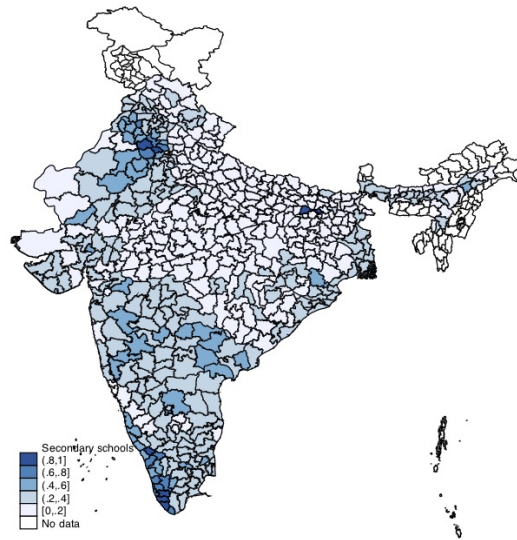 Secondary schools
(.8,1]
(.6,.8]
(.4,.6]
(.2,.4]
[0,.2]
No data